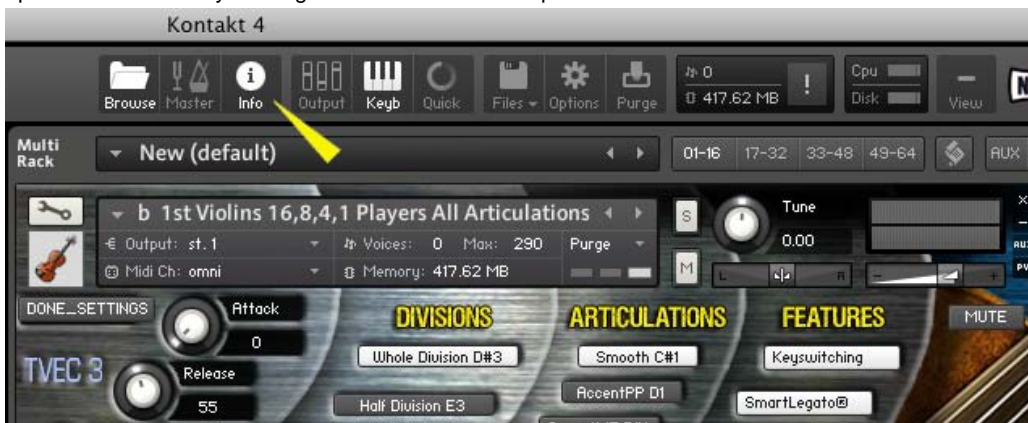 Kontakt 4
Browse Master Info Output Keyb Quick Files Options Purge
0
417.62 MB
!
Cpu
Disk
View
Multi Rack
New (default)
01-16 17-32 33-48 49-64 AUX
b 1st Violins 16,8,4,1 Players All Articulations
S
Tune
0.00
Output: st.1 Voices: 0 Max: 290 Purge
Midi Ch: omni Memory: 417.62 MB
M
L R - +
DONE_SETTINGS
Attack
0
DIVISIONS ARTICULATIONS FEATURES
MUTE
TVEC 3
Whole Division D#3 Smooth C#1 Keyswitching
Release
55
AccentPP D1
Half Division E3
SmartLegato®